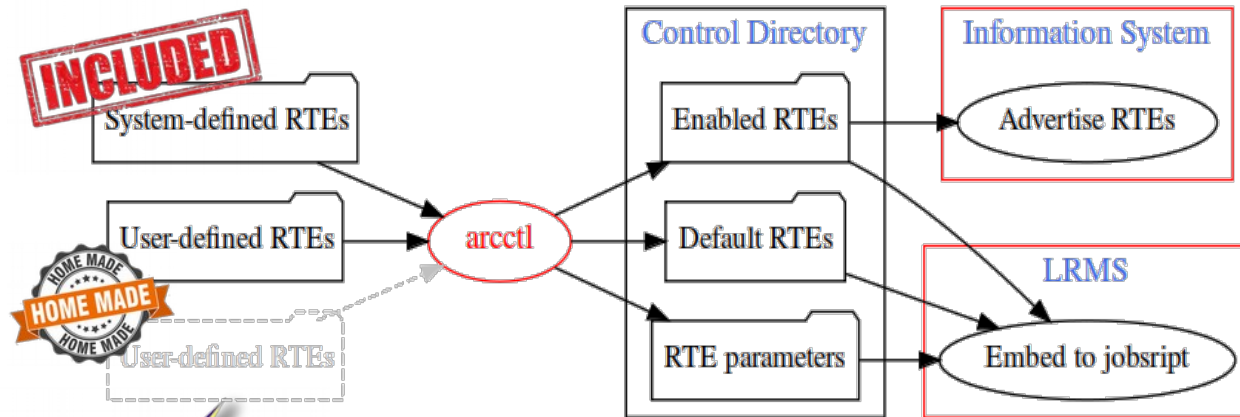 Control Directory
Information System
INCLUDED
System-defined RTEs
Enabled RTEs
Advertise RTEs
User-defined RTEs
arcctl
Default RTEs
LRMS
HOME MADE
HOME MADE
HOME MADE
User-defined RTEs
RTE parameters
Embed to jobsript